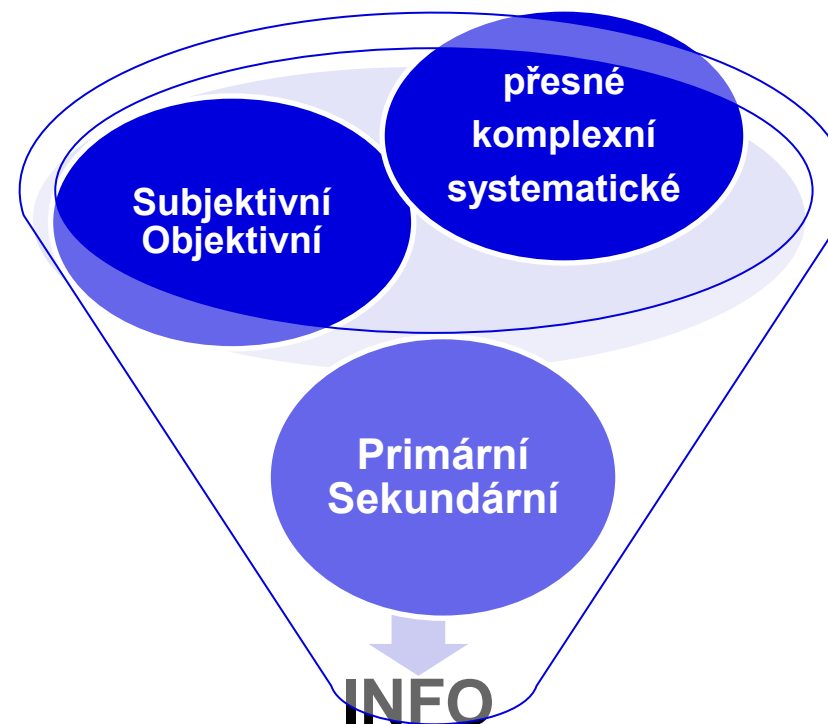 přesné
komplexní
systematické
Subjektivní
Objektivní
Primární
Sekundární
INFO